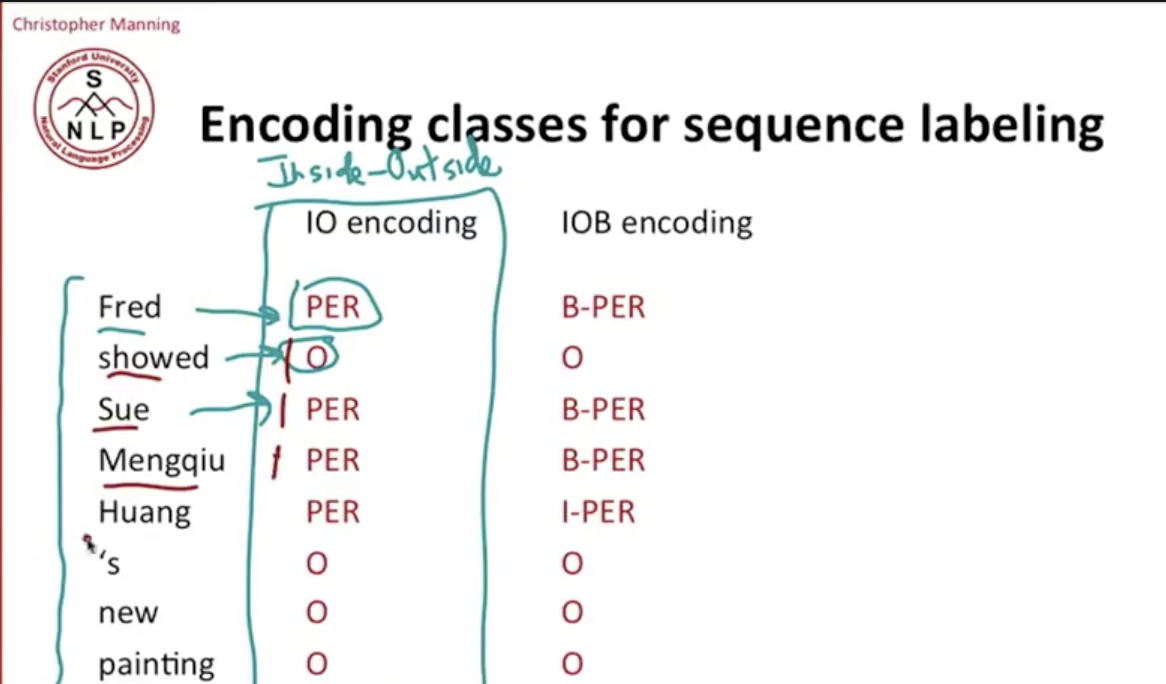 Christopher Manning
Stanford University
S
N L P
Natural Language Processing
Encoding classes for sequence labeling
Inside-Outside
IO encoding IOB encoding
Fred PER B-PER
showed O O
Sue PER B-PER
Mengqiu PER B-PER
Huang PER I-PER
‘s O O
new O O
painting O O